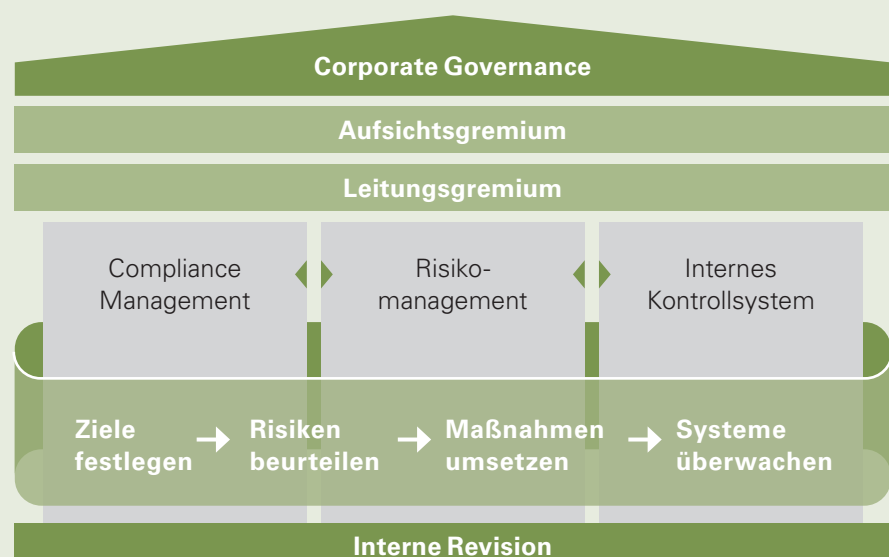 Corporate Governance
Aufsichtsgremium
Leitungsgremium
Compliance
Management
Risiko-
management
Internes
Kontrollsystem
Ziele
festlegen
Risiken
beurteilen
Maßnahmen
umsetzen
Systeme
überwachen
Interne Revision